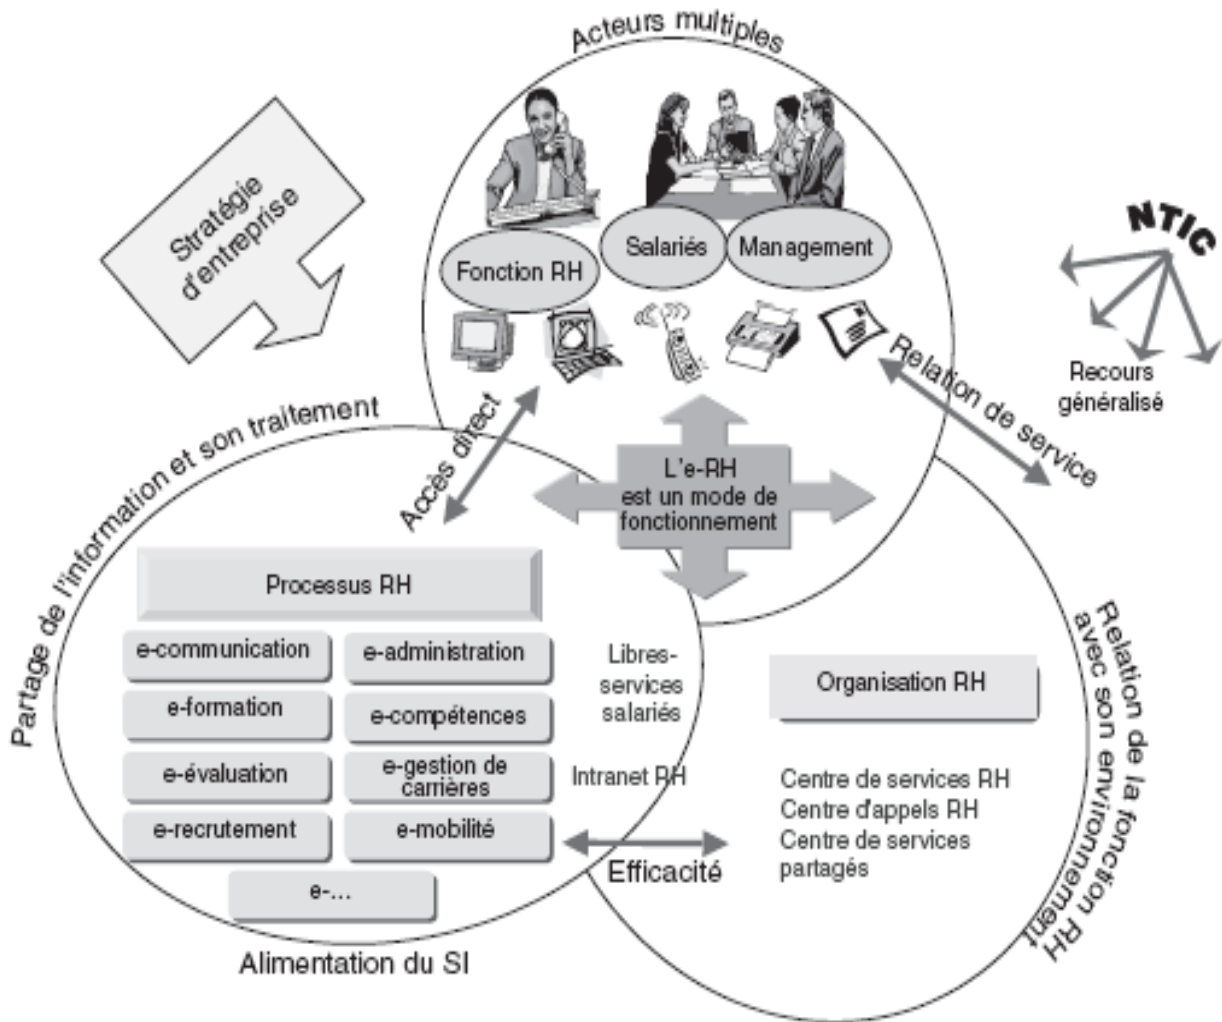 Acteurs multiples
Stratégie
d'entreprise
NTIC
Recours
généralisé
Fonction RH
Salariés
Management
Relation de service
Accès direct
Partage de l'information et son traitement
L'e-RH
est un mode de
fonctionnement
Processus RH
e-communication
e-administration
e-formation
e-compétences
e-évaluation
e-gestion de
carrières
e-recrutement
e-mobilité
e-...
Libres-
services
salariés
Intranet RH
Efficacité
Alimentation du SI
Organisation RH
Centre de services RH
Centre d'appels RH
Centre de services
partagés
Relation de la fonction RH
avec son environnement